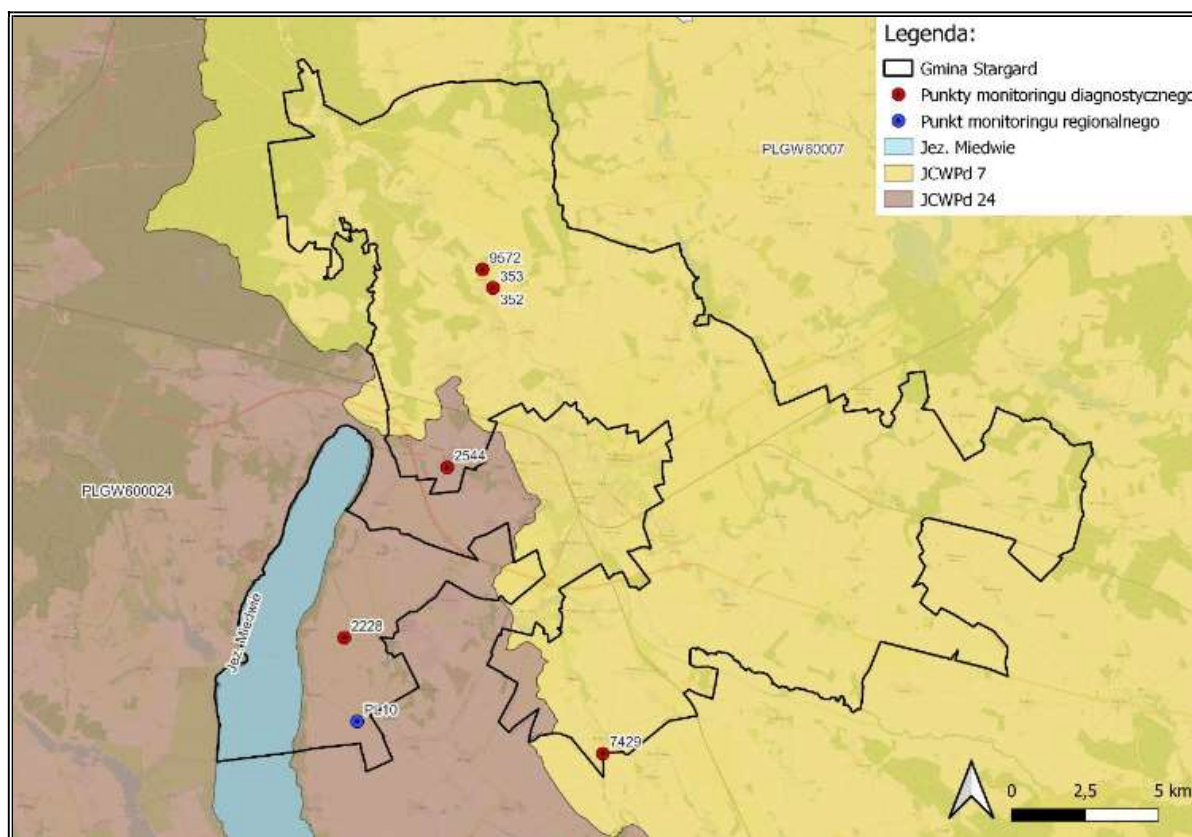 Legenda:
Gmina Stargard
Punkty monitoringu diagnostycznego
Punkt monitoringu regionalnego
Jez. Miedwie
JCWPd 7
JCWPd 24
PLGW60007
9572
353
352
2544
PLGW600024
2228
Jez. Miedwie
PL10
7429
0 2,5 5 km